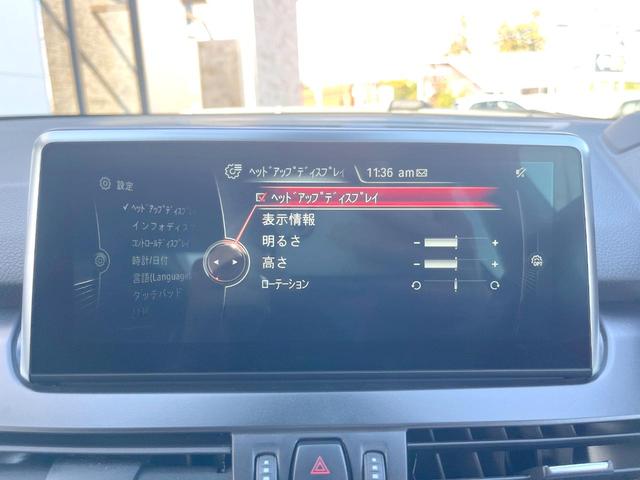 ﾍｯﾄﾞｱｯﾌﾟﾃﾞｨｽﾌﾟﾚｲ 11:36 am
設定
ﾍｯﾄﾞｱｯﾌﾟﾃﾞｨｽﾌﾟﾚ
インフォディス
ｺﾝﾄﾛｰﾙﾃﾞｨｽﾌﾟﾚｲ
時計/日付
言語(Language
タッチパッド
ﾍｯﾄﾞｱｯﾌﾟﾃﾞｨｽﾌﾟﾚｲ
表示情報
明るさ - +
高さ - +
ﾛｰﾃｰｼｮﾝ
OFF